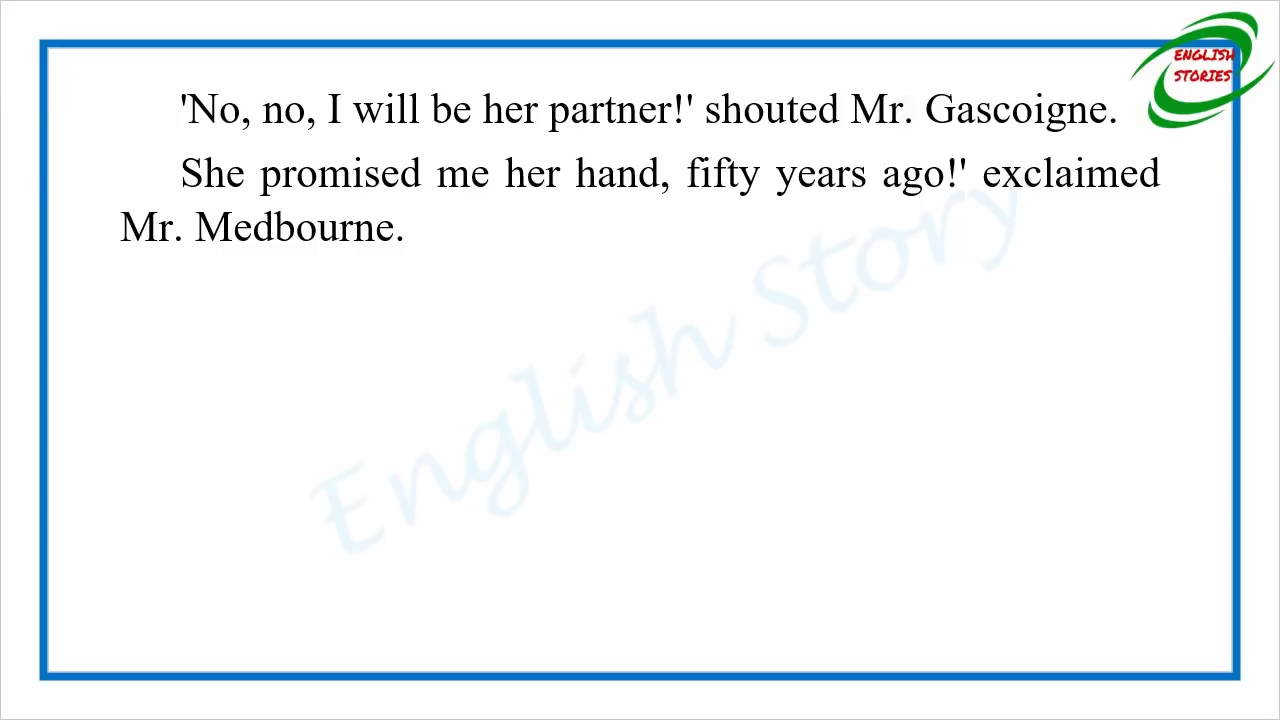 ENGLISH
STORIES
'No, no, I will be her partner!' shouted Mr. Gascoigne.
She promised me her hand, fifty years ago!' exclaimed
Mr. Medbourne.
English Story